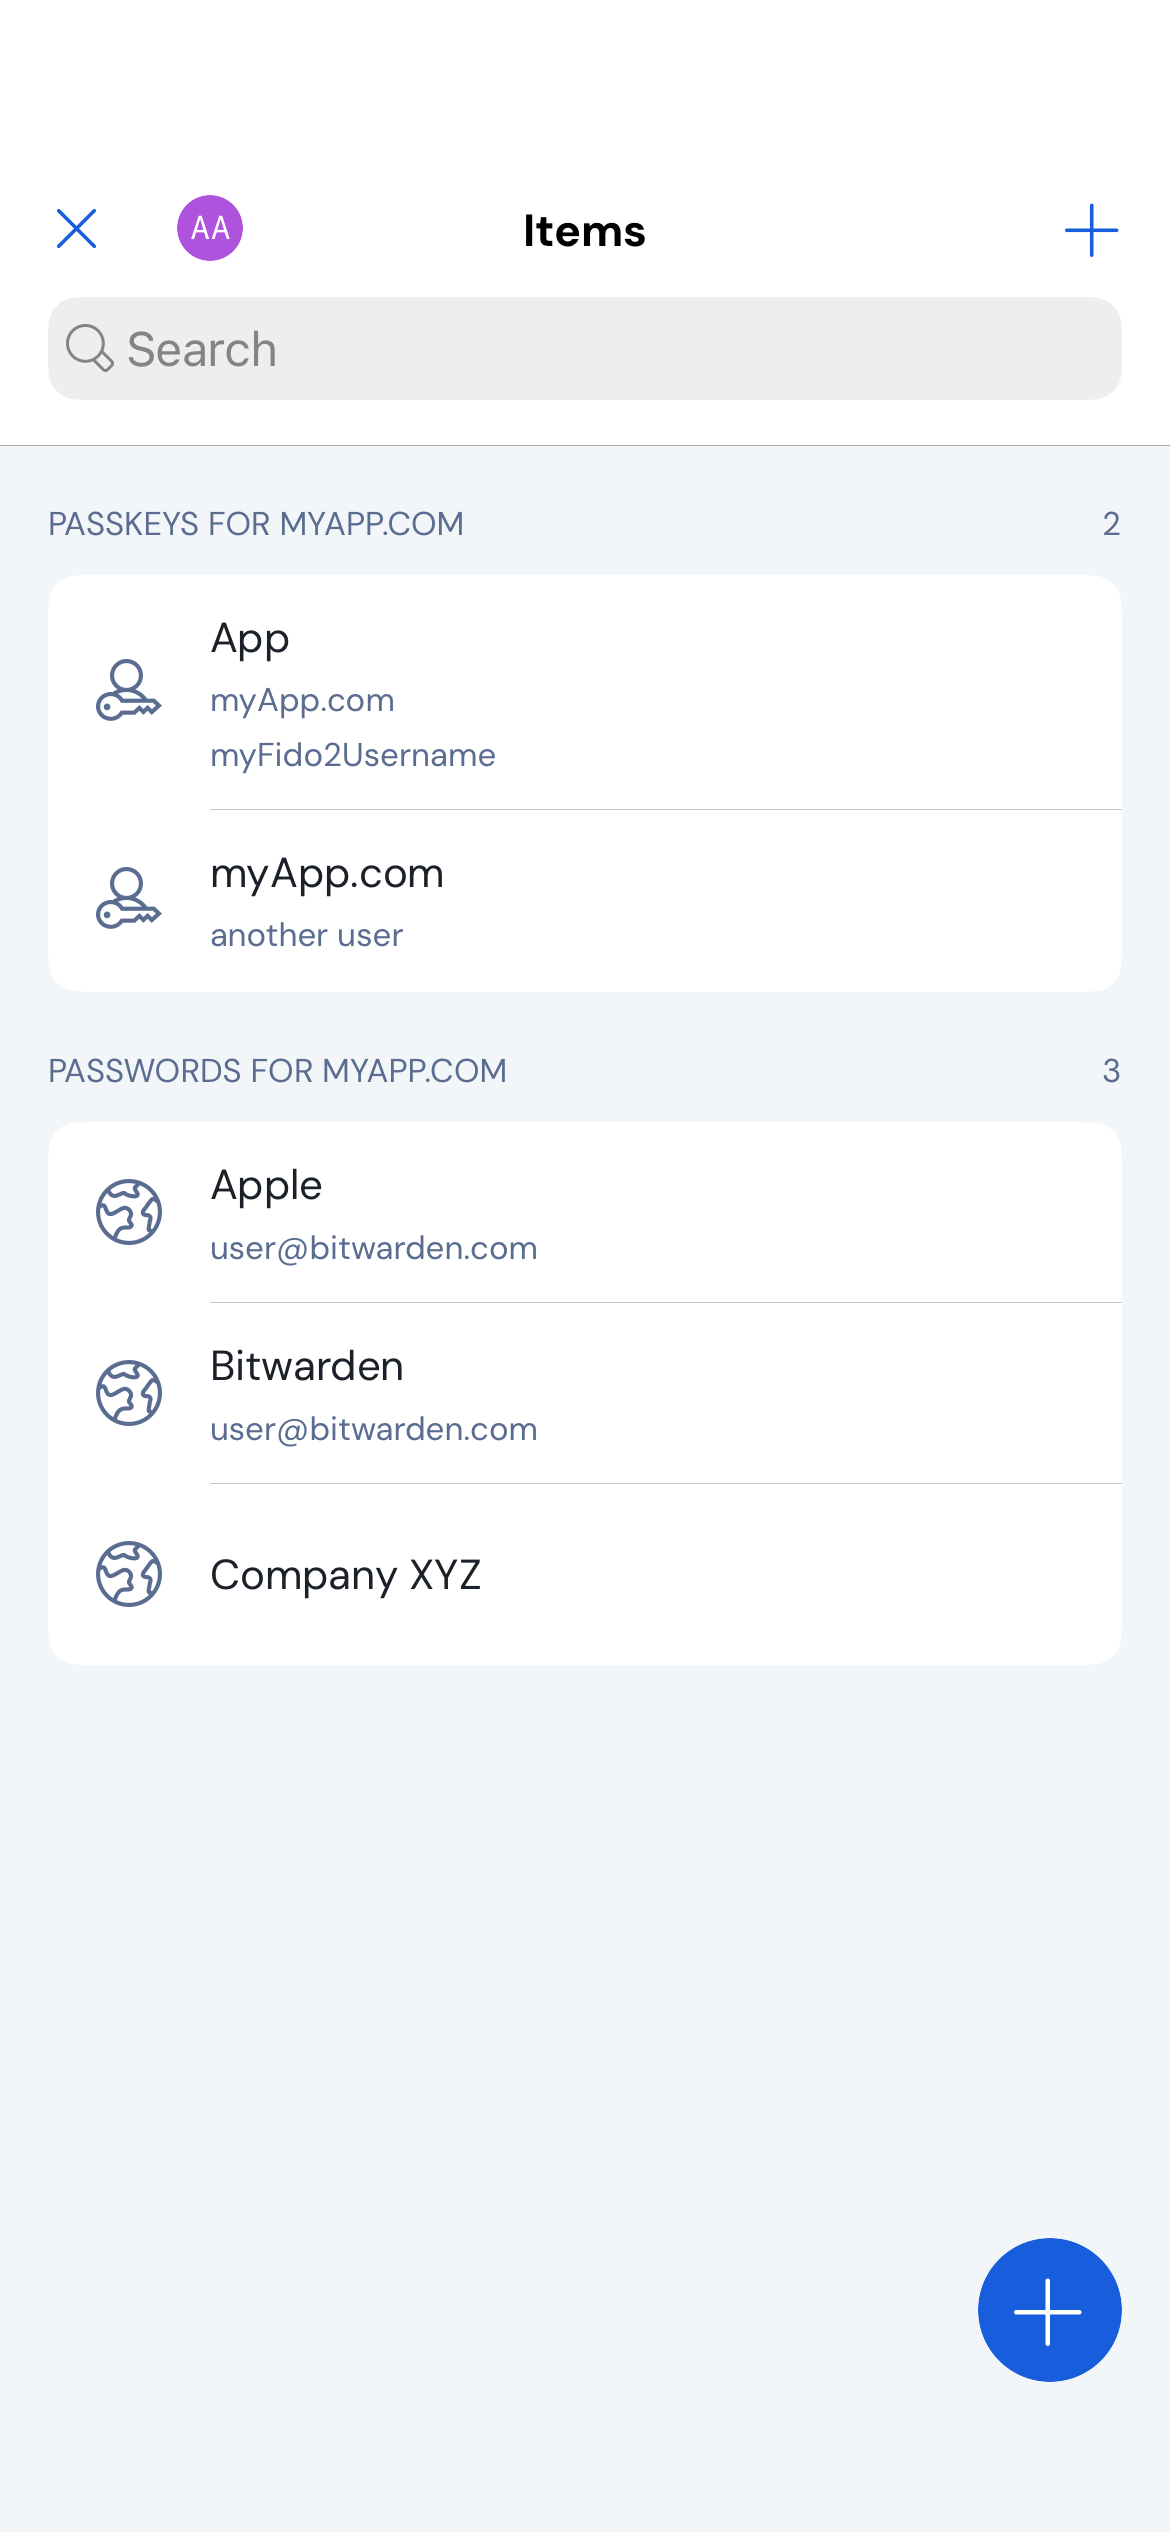 AA
Items
Search
PASSKEYS FOR MYAPP.COM 2
App
myApp.com
myFido2Username
myApp.com
another user
PASSWORDS FOR MYAPP.COM 3
Apple
user@bitwarden.com
Bitwarden
user@bitwarden.com
Company XYZ